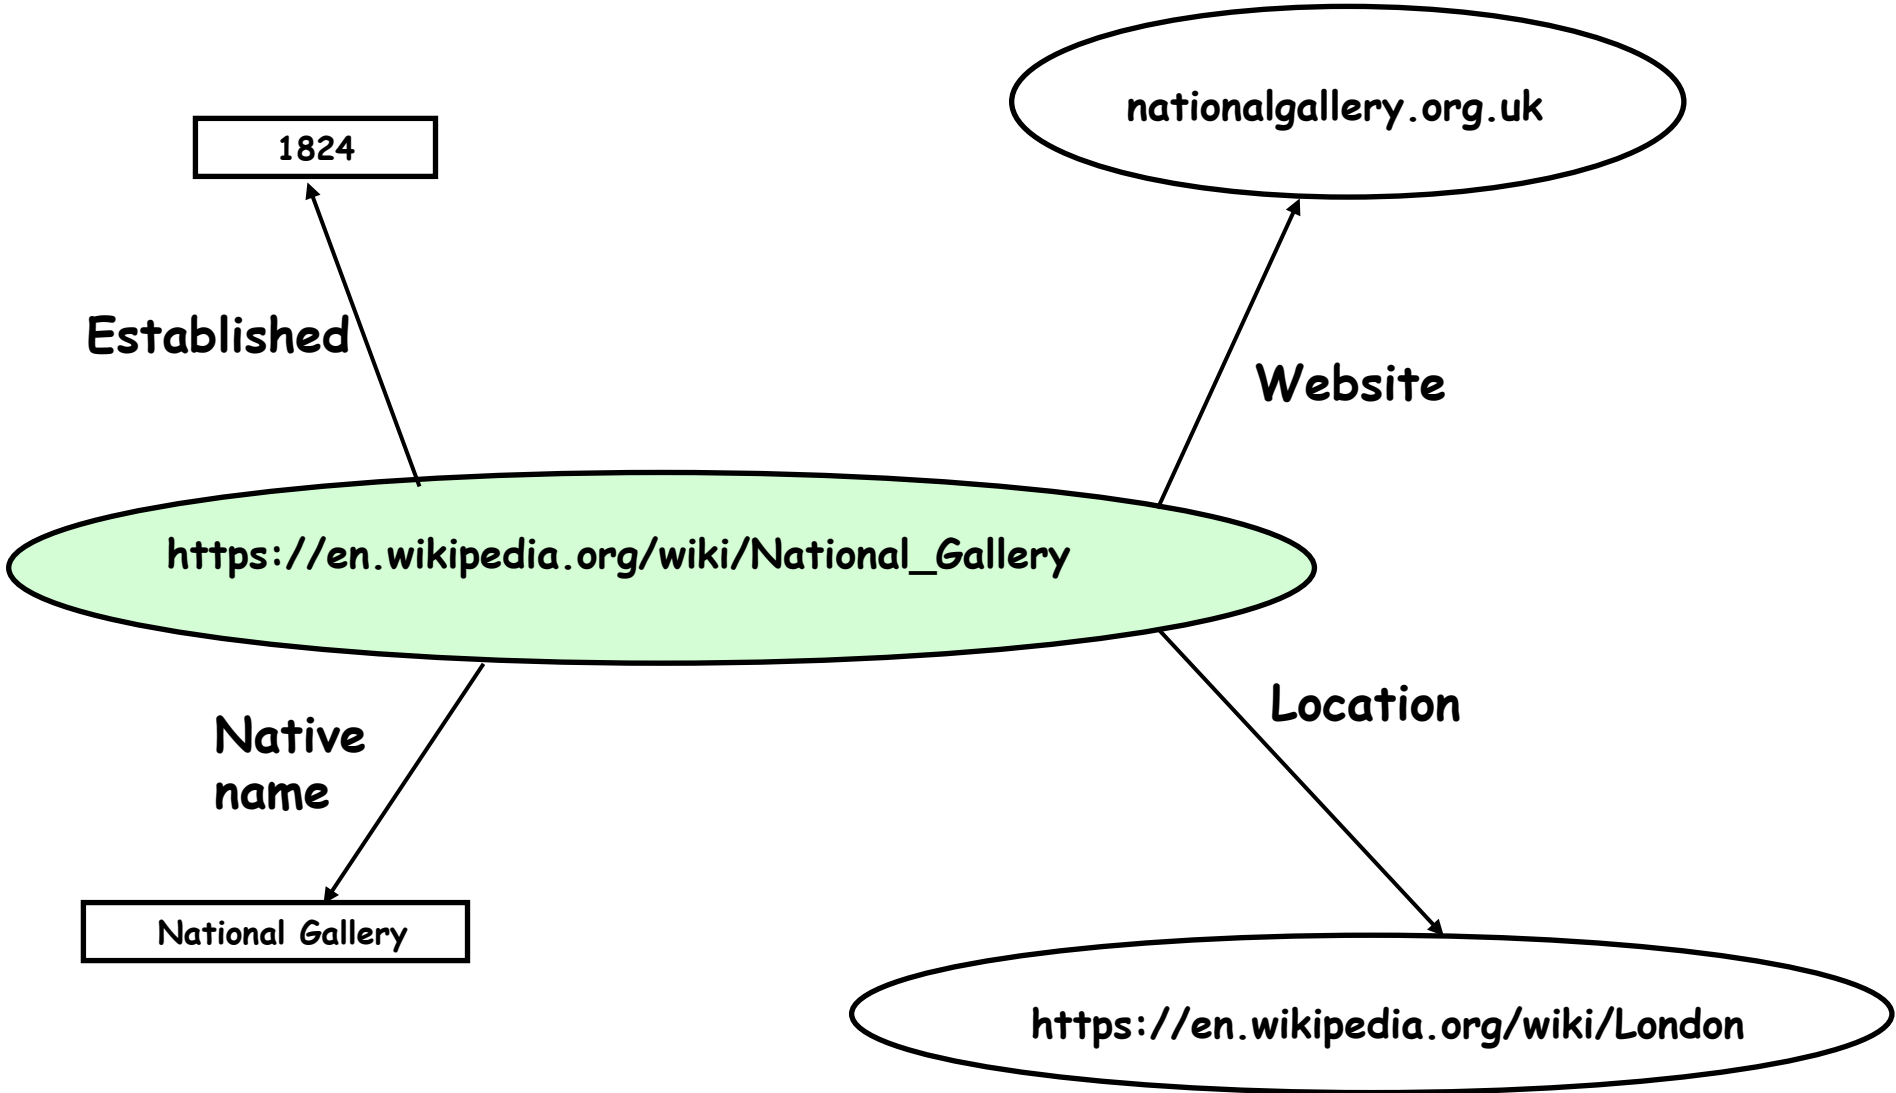 nationalgallery.org.uk
1824
Established
Website
https://en.wikipedia.org/wiki/National_Gallery
Location
Native
name
National Gallery
https://en.wikipedia.org/wiki/London